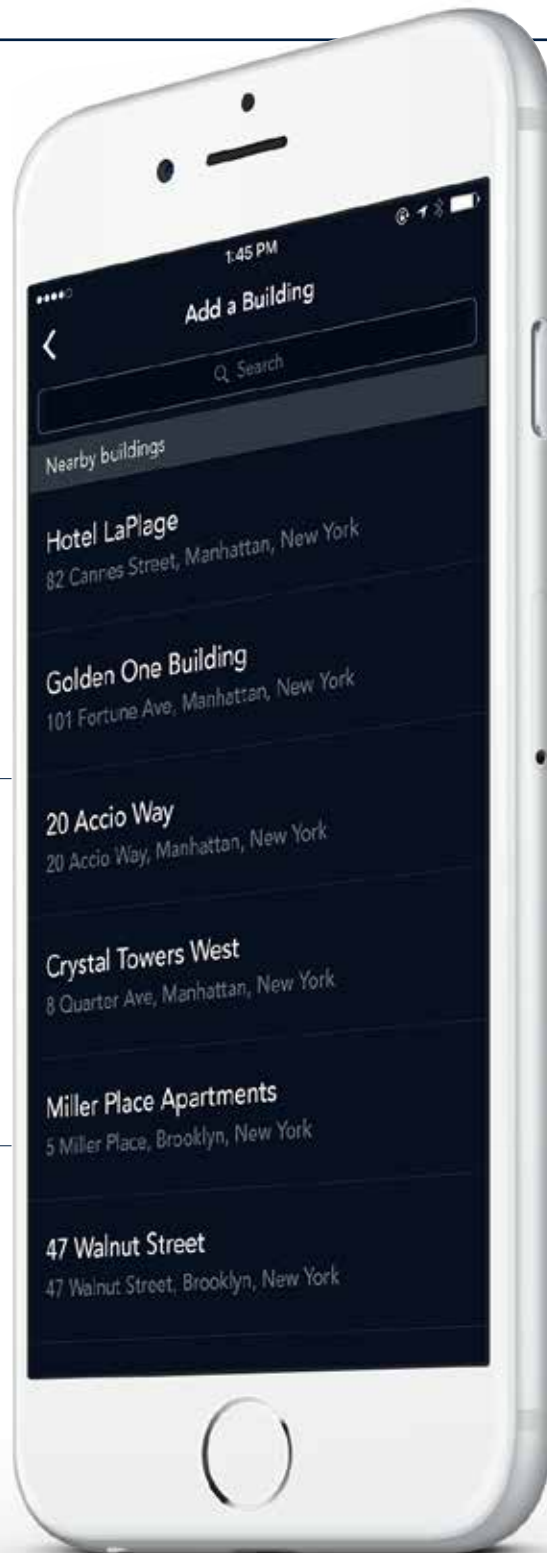 1:45 PM
Add a Building
Search
Nearby buildings
Hotel LaPlage
82 Cannes Street, Manhattan, New York
Golden One Building
101 Fortune Ave, Manhattan, New York
20 Accio Way
20 Accio Way, Manhattan, New York
Crystal Towers West
8 Quarter Ave, Manhattan, New York
Miller Place Apartments
5 Miller Place, Brooklyn, New York
47 Walnut Street
47 Walnut Street, Brooklyn, New York